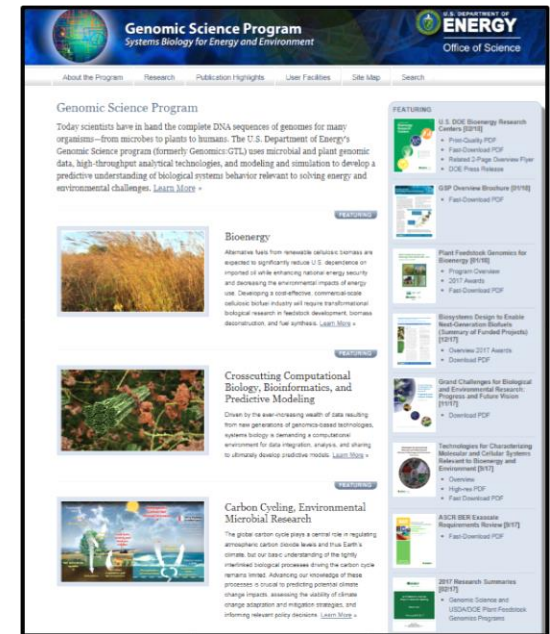 Genomic Science Program
Systems Biology for Energy and Environment
U.S. DEPARTMENT OF
ENERGY
Office of Science
About the Program Research Publication Highlights User Facilities Site Map Search
Genomic Science Program
Today scientists have in hand the complete DNA sequences of genomes for many
organisms—from microbes to plants to humans. The U.S. Department of Energy's
Genomic Science program (formerly Genomics:GTL) uses microbial and plant genomic
data, high-throughput analytical technologies, and modeling and simulation to develop a
predictive understanding of biological systems behavior relevant to solving energy and
environmental challenges. Learn More »
FEATURING
Bioenergy
Alternative fuels from renewable cellulosic biomass are
expected to significantly reduce U.S. dependence on
imported oil while enhancing national energy security
and decreasing the environmental impacts of energy
use. Developing a cost-effective, commercial-scale
cellulosic biofuel industry will require transformational
biological research in feedstock development, biomass
deconstruction, and fuel synthesis. Learn More »
FEATURING
Crosscutting Computational
Biology, Bioinformatics, and
Predictive Modeling
Driven by the ever-increasing wealth of data resulting
from new generations of genomics-based technologies,
systems biology is demanding a computational
environment for data integration, analysis, and sharing
to ultimately develop predictive models. Learn More »
FEATURING
Carbon Cycling, Environmental
Microbial Research
The global carbon cycle plays a central role in regulating
atmospheric carbon dioxide levels and thus Earth's
climate, but our basic understanding of the tightly
interlinked biological processes driving the carbon cycle
remains limited. Advancing our knowledge of these
processes is crucial to predicting potential climate
change impacts, assessing the viability of climate
change adaptation and mitigation strategies, and
informing relevant policy decisions. Learn More »
FEATURING
U.S. DOE Bioenergy Research
Centers [02/18]
Print-Quality PDF
Fast-Download PDF
Related 2-Page Overview Flyer
DOE Press Release
GSP Overview Brochure [01/18]
Fast-Download PDF
Plant Feedstock Genomics for
Bioenergy [01/18]
Program Overview
2017 Awards
Fast-Download PDF
Biosystems Design to Enable
Next-Generation Biofuels
(Summary of Funded Projects)
[12/17]
Overview 2017 Awards
Download PDF
Grand Challenges for Biological
and Environmental Research:
Progress and Future Vision
[11/17]
Download PDF
Technologies for Characterizing
Molecular and Cellular Systems
Relevant to Bioenergy and
Environment [9/17]
Overview
High-res PDF
Fast Download PDF
ASCR BER Exascale
Requirements Review [9/17]
Fast-Download PDF
2017 Research Summaries
[02/17]
Genomic Science and
USDA/DOE Plant Feedstock
Genomics Programs